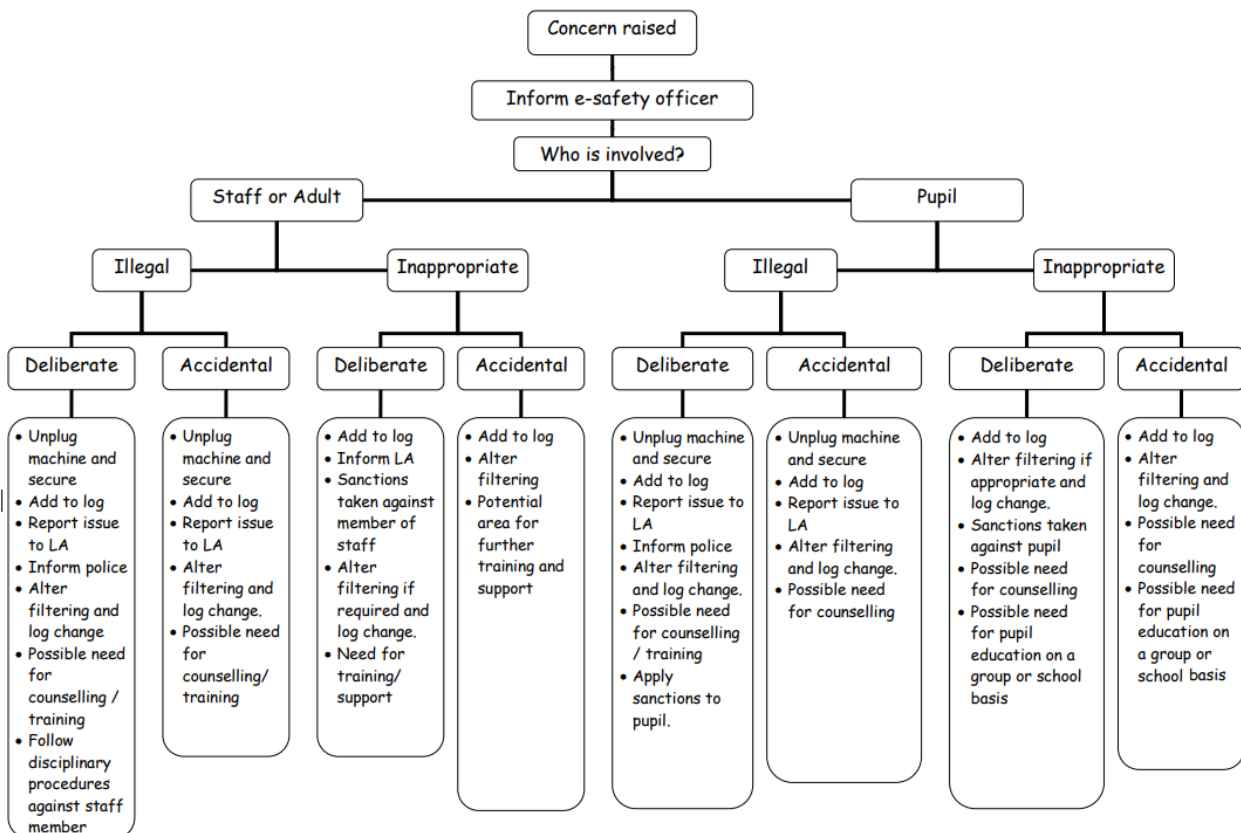 Concern raised
Inform e-safety officer
Who is involved?
Staff or Adult
Pupil
Illegal
Inappropriate
Illegal
Inappropriate
Deliberate
Accidental
Deliberate
Accidental
Deliberate
Accidental
Deliberate
Accidental
• Unplug
machine and
secure
• Add to log
• Report issue
to LA
• Inform police
• Alter
filtering and
log change
• Possible need
for
counselling /
training
• Follow
disciplinary
procedures
against staff
member
• Unplug
machine and
secure
• Add to log
• Report issue
to LA
• Alter
filtering and
log change.
• Possible need
for
counselling/
training
• Add to log
• Inform LA
• Sanctions
taken against
member of
staff
• Alter
filtering if
required and
log change.
• Need for
training/
support
• Add to log
• Alter
filtering
• Potential
area for
further
training and
support
• Unplug machine
and secure
• Add to log
• Report issue to
LA
• Inform police
• Alter filtering
and log change.
• Possible need
for counselling
/ training
• Apply
sanctions to
pupil.
• Unplug machine
and secure
• Add to log
• Report issue to
LA
• Alter filtering
and log change.
• Possible need
for counselling
• Add to log
• Alter filtering if
appropriate and
log change.
• Sanctions taken
against pupil
• Possible need
for counselling
• Possible need
for pupil
education on a
group or school
basis
• Add to log
• Alter
filtering and
log change.
• Possible need
for
counselling
• Possible need
for pupil
education on
a group or
school basis